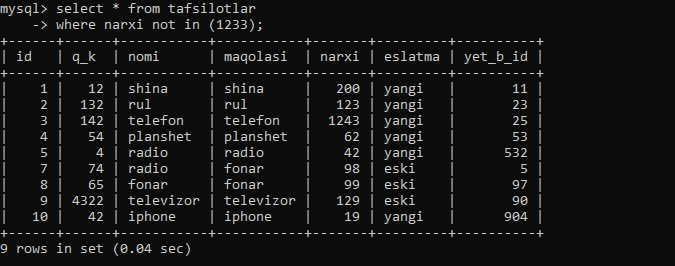 mysql> select * from tafsilotlar
    -> where narxi not in (1233);
+------+------+-----------+-----------+-------+---------+----------+
| id   | q_k  | nomi      | maqolasi  | narxi | eslatma | yet_b_id |
+------+------+-----------+-----------+-------+---------+----------+
|    1 |   12 | shina     | shina     |   200 | yangi   |       11 |
|    2 |  132 | rul       | rul       |   123 | yangi   |       23 |
|    3 |  142 | telefon   | telefon   |  1243 | yangi   |       25 |
|    4 |   54 | planshet  | planshet  |    62 | yangi   |       53 |
|    5 |    4 | radio     | radio     |    42 | yangi   |      532 |
|    7 |   74 | radio     | fonar     |    98 | eski    |        5 |
|    8 |   65 | fonar     | fonar     |    99 | eski    |       97 |
|    9 | 4322 | televizor | televizor |   129 | eski    |       90 |
|   10 |   42 | iphone    | iphone    |    19 | yangi   |      904 |
+------+------+-----------+-----------+-------+---------+----------+
9 rows in set (0.04 sec)